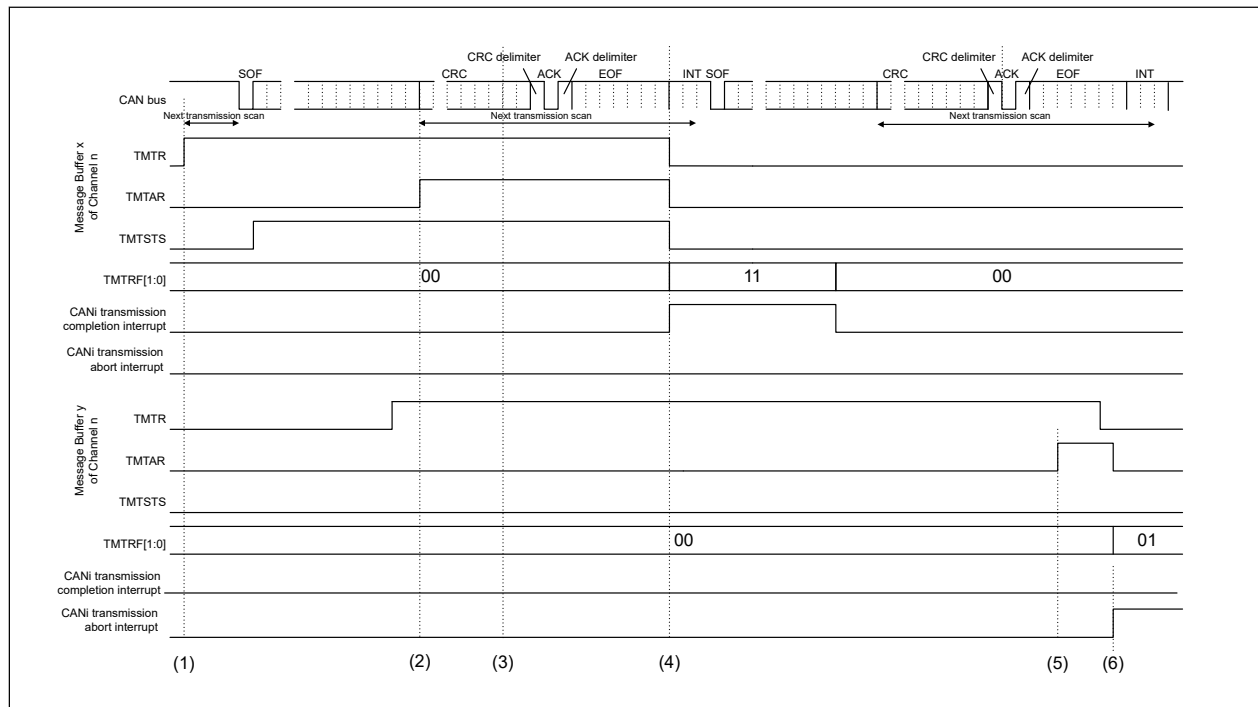 CRC delimiter ACK delimiter CRC delimiter ACK delimiter
SOF CRC ACK EOF INT SOF CRC ACK EOF INT
CAN bus
Next transmission scan Next transmission scan Next transmission scan
Message Buffer x
of Channel n
TMTR
TMTAR
TMTSTS
TMTRF[1:0] 00 11 00
CANi transmission
completion interrupt
CANi transmission
abort interrupt
Message Buffer y
of Channel n
TMTR
TMTAR
TMTSTS
TMTRF[1:0] 00 01
CANi transmission
completion interrupt
CANi transmission
abort interrupt
(1) (2) (3) (4) (5) (6)